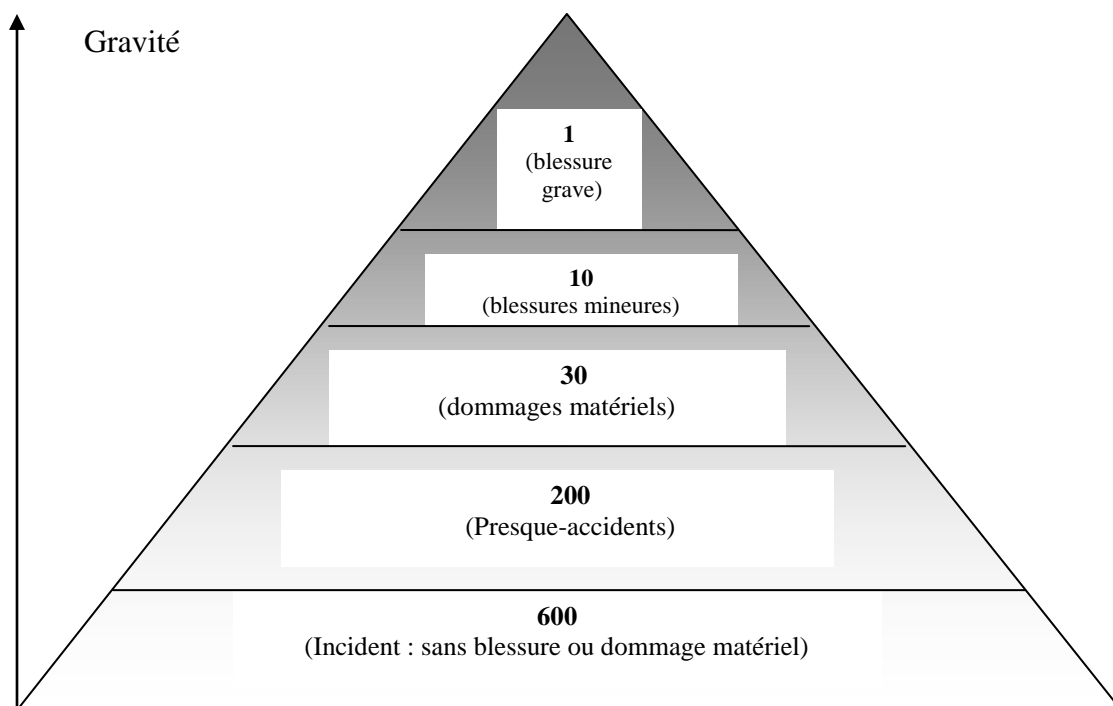 Gravité
1
(blessure
grave)
10
(blessures mineures)
30
(dommages matériels)
200
(Presque-accidents)
600
(Incident : sans blessure ou dommage matériel)